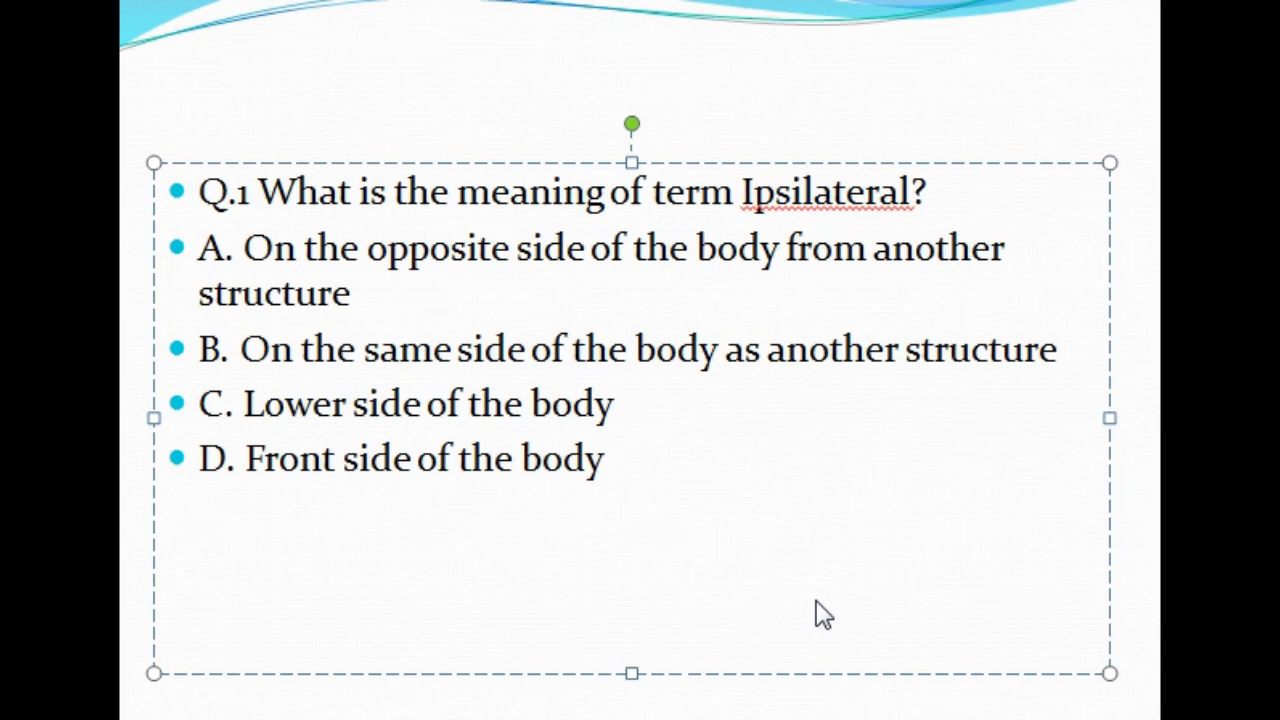 Q.1 What is the meaning of term Ipsilateral?
A. On the opposite side of the body from another
structure
B. On the same side of the body as another structure
C. Lower side of the body
D. Front side of the body